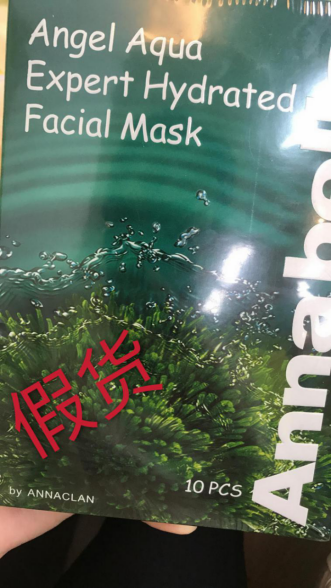 Angel Aqua
Expert Hydrated
Facial Mask
假货
10 PCS
by ANNACLAN